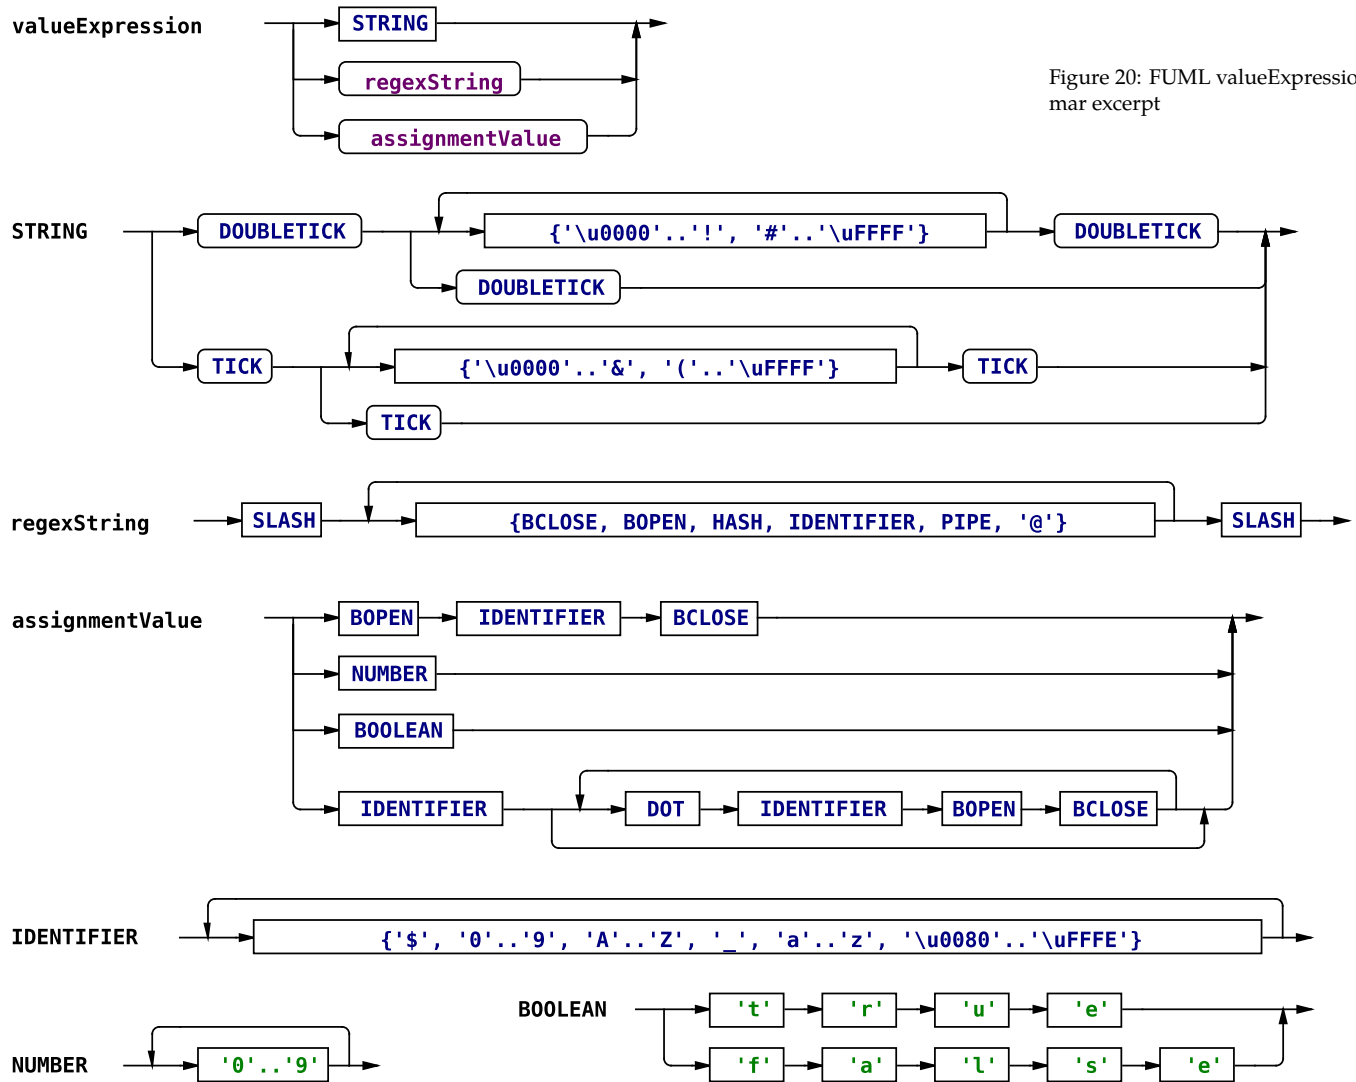 valueExpression
STRING
regexString
assignmentValue
Figure 20: FUML valueExpressio
mar excerpt
STRING
DOUBLETICK
{'\u0000'..'!', '#'..'\uFFFF'}
DOUBLETICK
DOUBLETICK
TICK
{'\u0000'..'&', '('..'\uFFFF'}
TICK
TICK
regexString
SLASH
{BCLOSE, BOPEN, HASH, IDENTIFIER, PIPE, '@'}
SLASH
assignmentValue
BOPEN
IDENTIFIER
BCLOSE
NUMBER
BOOLEAN
IDENTIFIER
DOT
IDENTIFIER
BOPEN
BCLOSE
IDENTIFIER
{'$', '0'..'9', 'A'..'Z', '_', 'a'..'z', '\u0080'..'\uFFFE'}
BOOLEAN
't'
'r'
'u'
'e'
NUMBER
'0'..'9'
'f'
'a'
'l'
's'
'e'